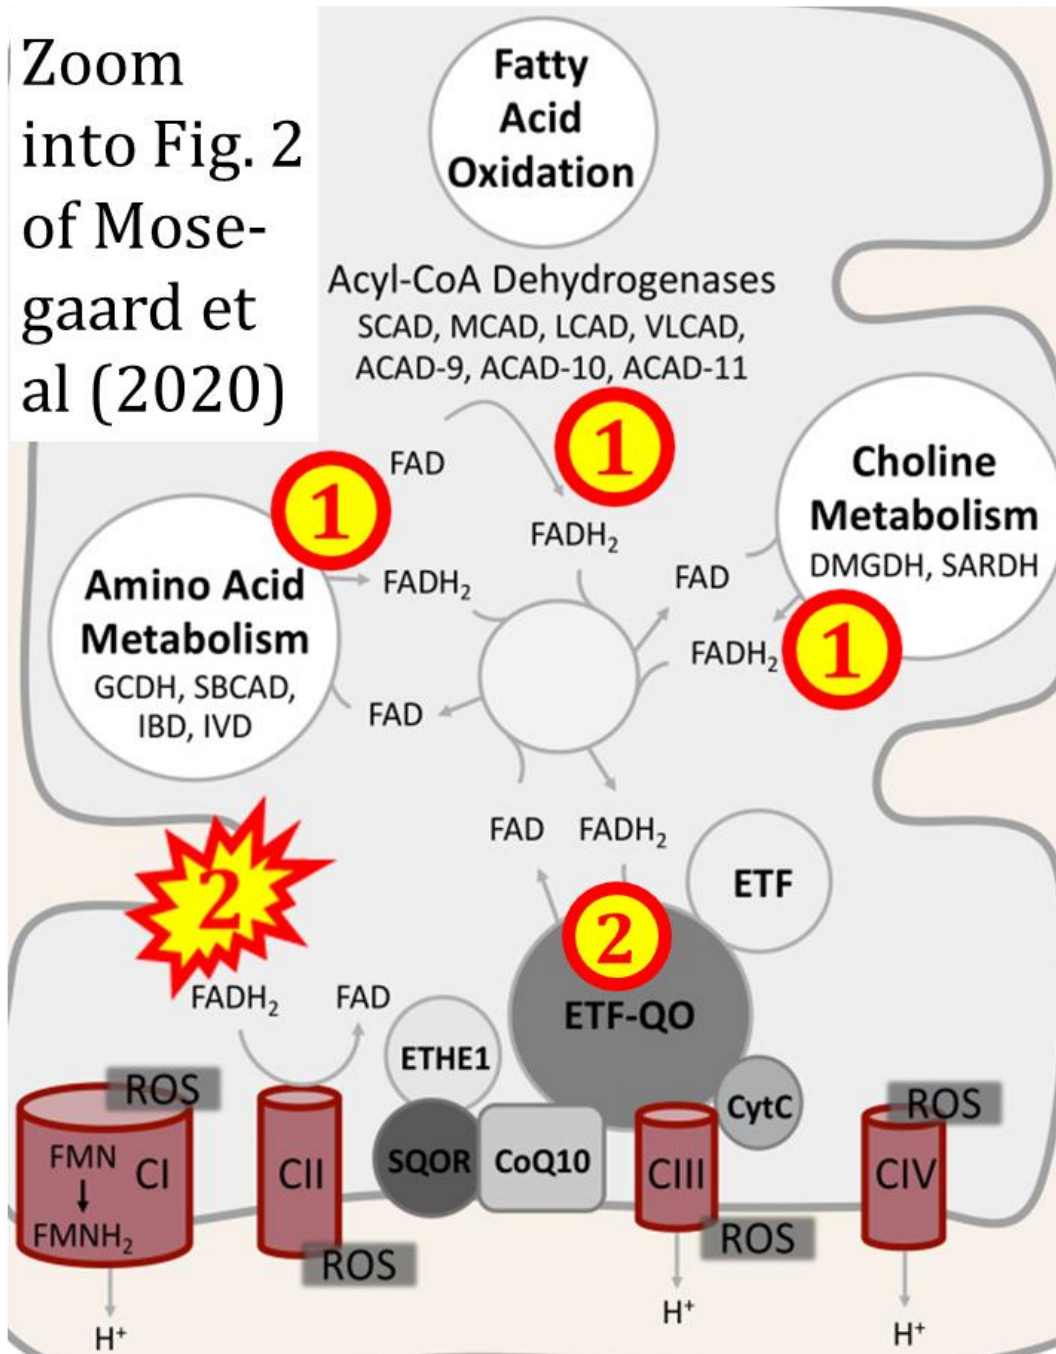 Zoom
into Fig. 2
of Mose-
gaard et
al (2020)
Fatty
Acid
Oxidation
Acyl-CoA Dehydrogenases
SCAD, MCAD, LCAD, VLCAD,
ACAD-9, ACAD-10, ACAD-11
1
FAD
1
FADH₂
Choline
Metabolism
DMGDH, SARDH
FAD
FADH₂
1
Amino Acid
Metabolism
GCDH, SBCAD,
IBD, IVD
FADH₂
FAD
FAD
FADH₂
ETF
2
ETF-QO
2
FADH₂
FAD
ETHE1
SQOR
CoQ10
CytC
ROS
FMN
CI
FMNH₂
H⁺
CII
ROS
CIII
ROS
H⁺
ROS
CIV
H⁺